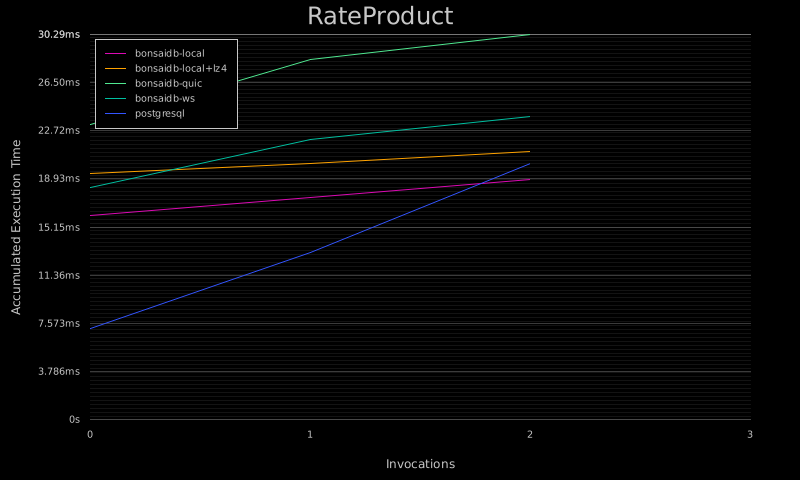 RateProduct
30.29ms
26.50ms
22.72ms
18.93ms
15.15ms
11.36ms
7.573ms
3.786ms
0s
bonsaidb-local
bonsaidb-local+lz4
bonsaidb-quic
bonsaidb-ws
postgresql
Accumulated Execution Time
0 1 2 3
Invocations